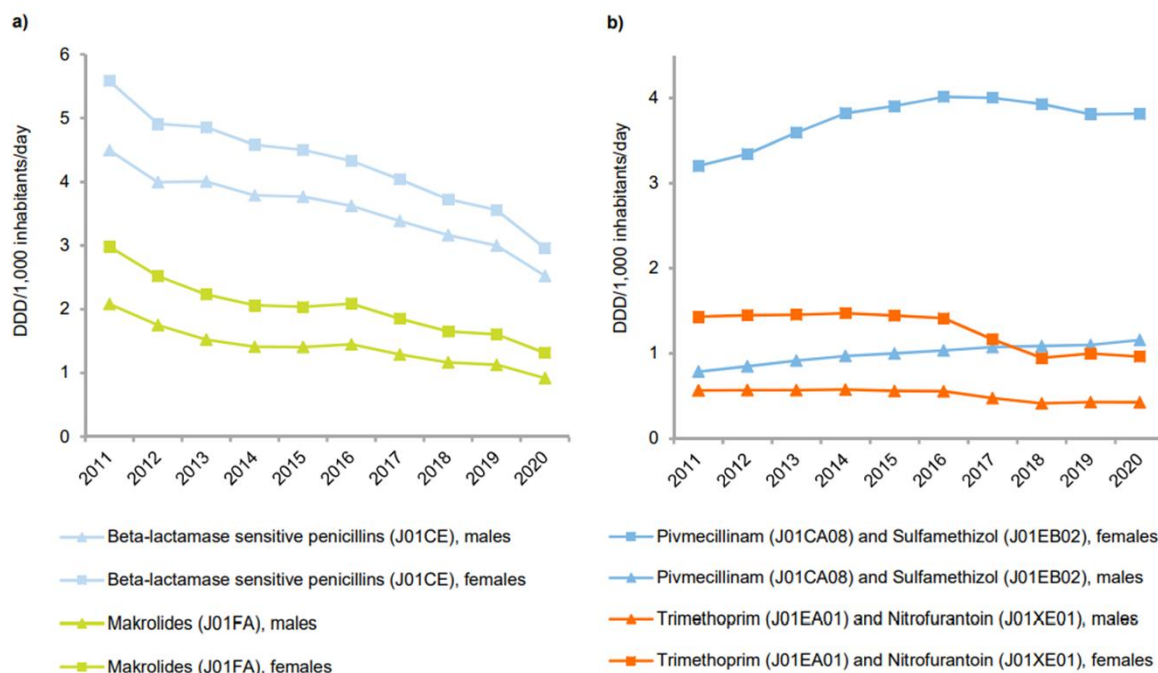 a)
DDD/1,000 inhabitants/day
6
5
4
3
2
1
0
2011
2012
2013
2014
2015
2016
2017
2018
2019
2020
Beta-lactamase sensitive penicillins (J01CE), males
Beta-lactamase sensitive penicillins (J01CE), females
Makrolides (J01FA), males
Makrolides (J01FA), females
b)
DDD/1,000 inhabitants/day
4
3
2
1
0
2011
2012
2013
2014
2015
2016
2017
2018
2019
2020
Pivmecillinam (J01CA08) and Sulfamethizol (J01EB02), females
Pivmecillinam (J01CA08) and Sulfamethizol (J01EB02), males
Trimethoprim (J01EA01) and Nitrofurantoin (J01XE01), males
Trimethoprim (J01EA01) and Nitrofurantoin (J01XE01), females